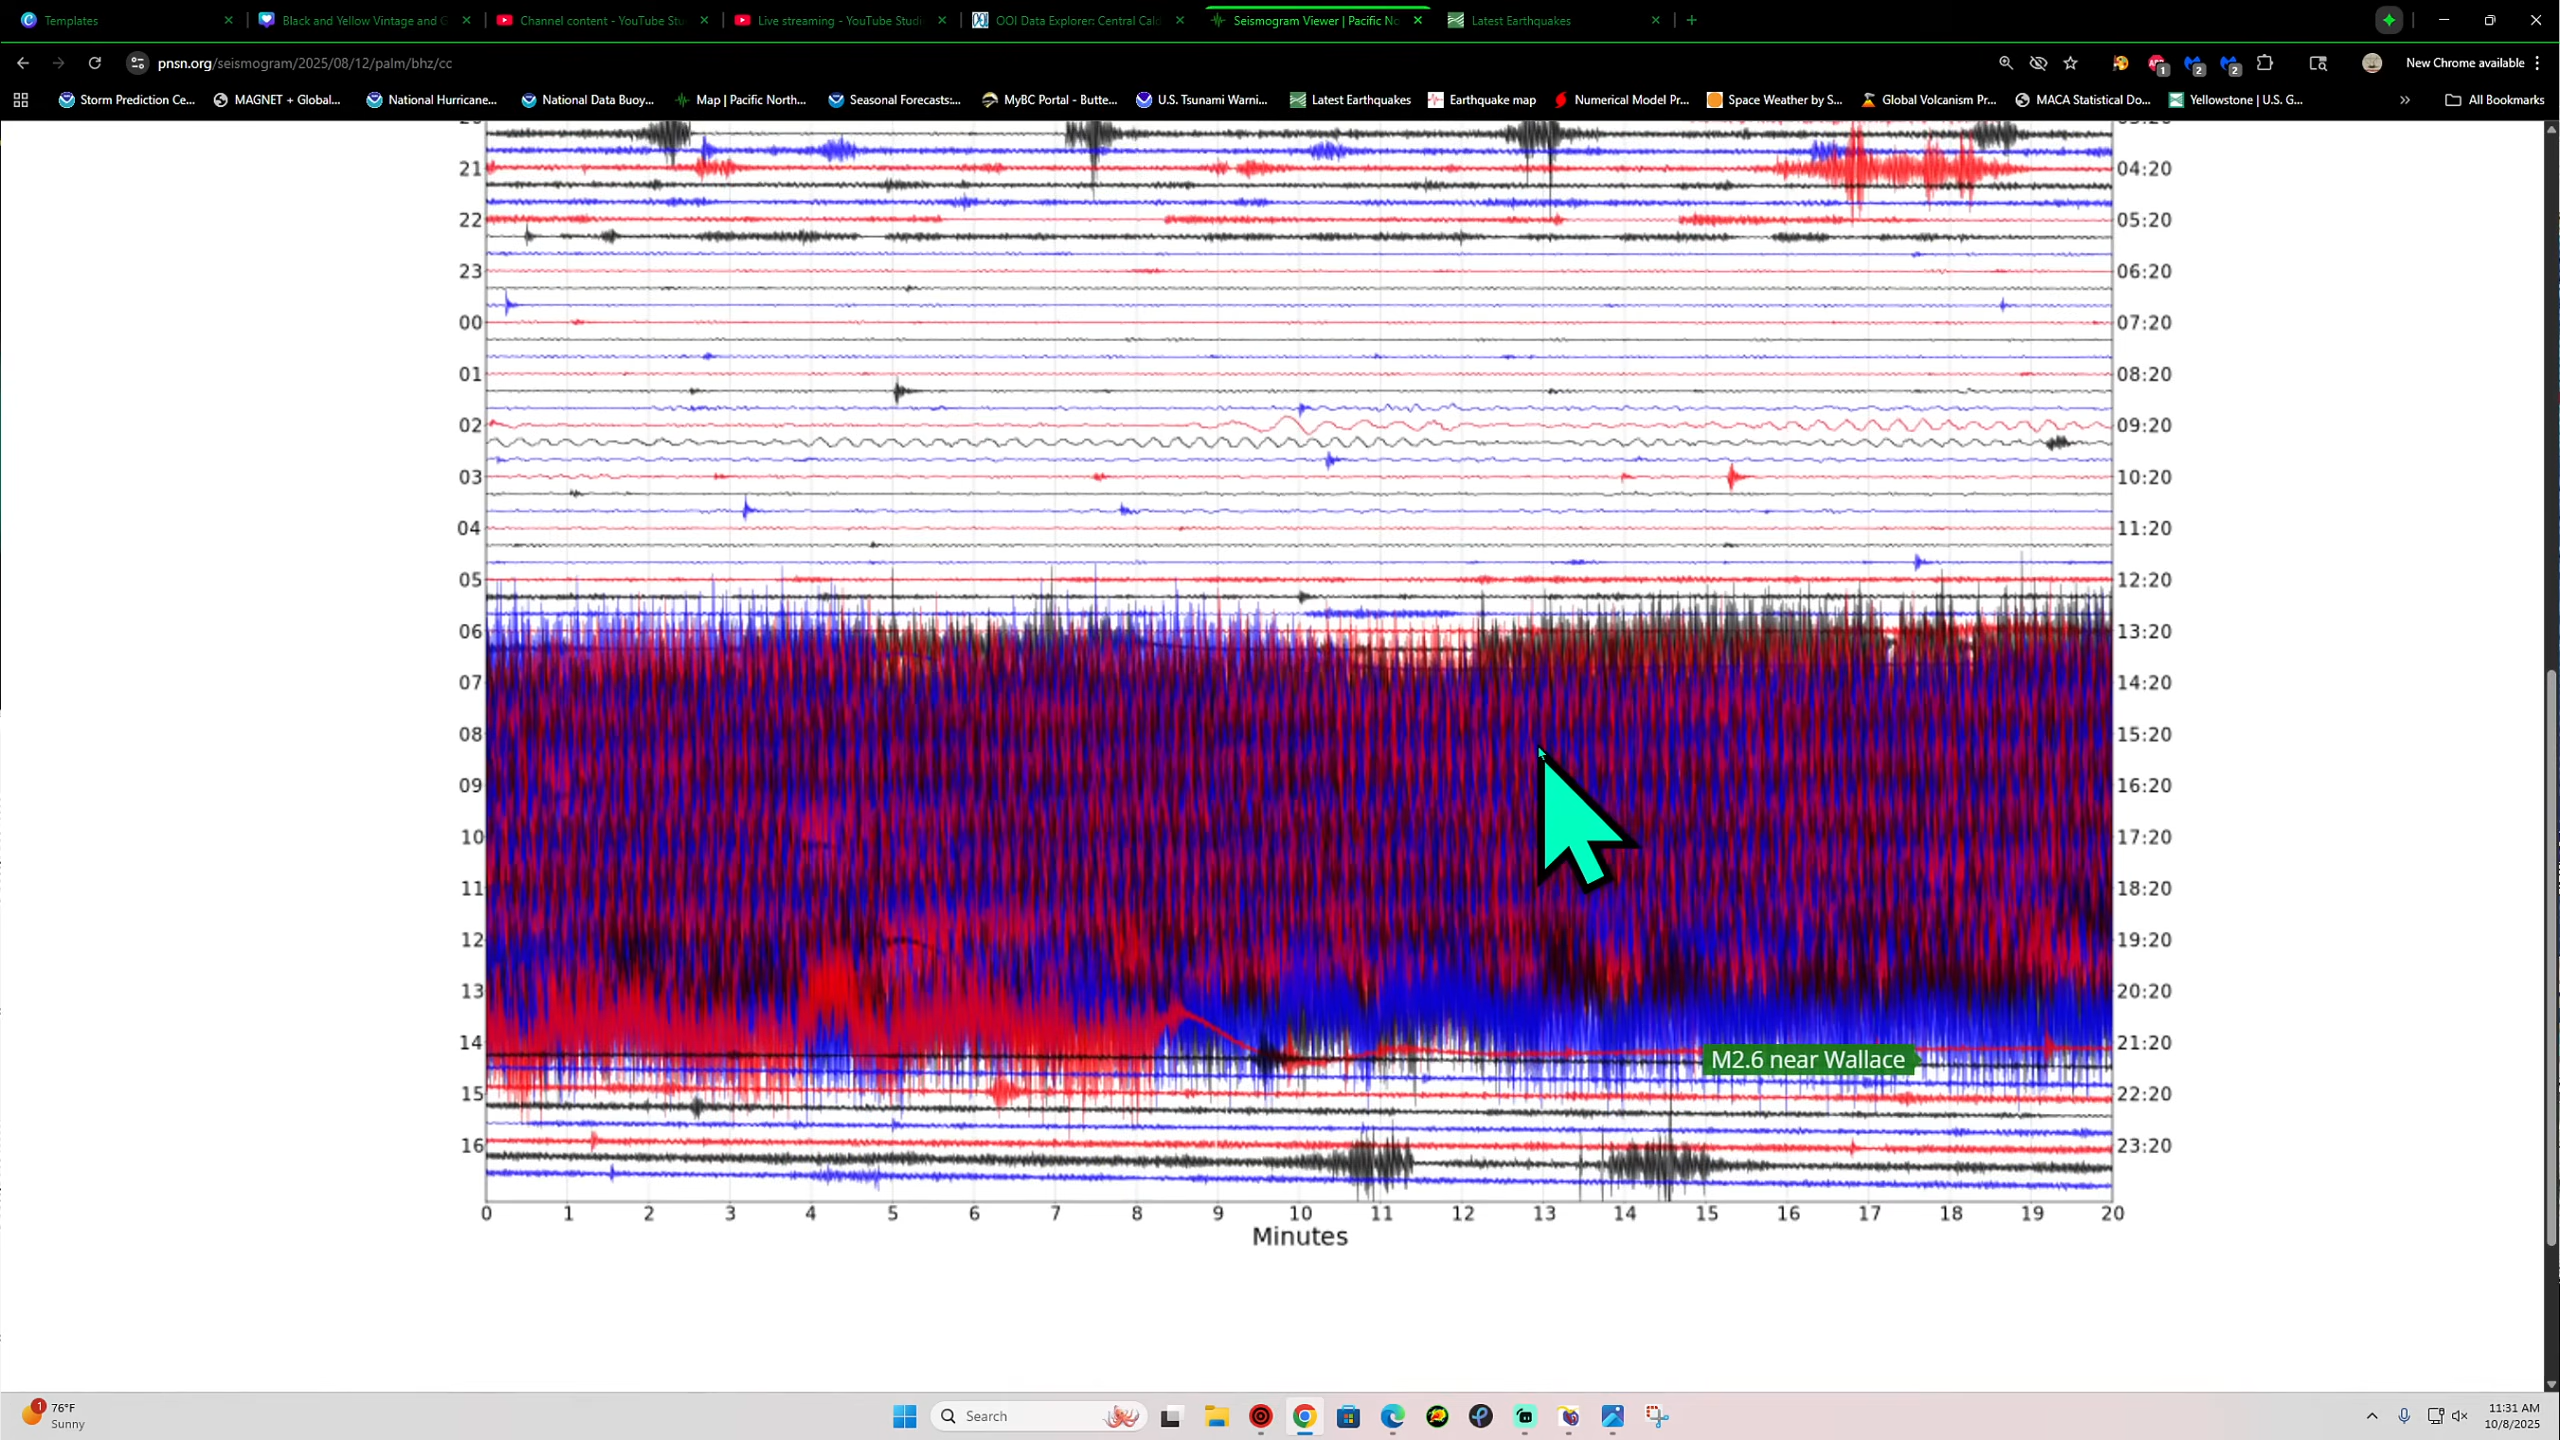 Templates
Black and Yellow Vintage and G
Channel content - YouTube Stu
Live streaming - YouTube Studi
OOI Data Explorer: Central Cald
Seismogram Viewer | Pacific No
Latest Earthquakes
pnsn.org/seismogram/2025/08/12/palm/bhz/cc
1
2
2
New Chrome available
Storm Prediction Ce...
MAGNET + Global...
National Hurricane...
National Data Buoy...
Map | Pacific North...
Seasonal Forecasts:...
MyBC Portal - Butte...
U.S. Tsunami Warni...
Latest Earthquakes
Earthquake map
Numerical Model Pr...
Space Weather by S...
Global Volcanism Pr...
MACA Statistical Do...
Yellowstone | U.S. G...
All Bookmarks
21 04:20
22 05:20
23 06:20
00 07:20
01 08:20
02 09:20
03 10:20
04 11:20
05 12:20
06 13:20
07 14:20
08 15:20
09 16:20
10 17:20
11 18:20
12 19:20
13 20:20
14 21:20
M2.6 near Wallace
15 22:20
16 23:20
0 1 2 3 4 5 6 7 8 9 10 11 12 13 14 15 16 17 18 19 20
Minutes
1
76°F
Sunny
Search
11:31 AM
10/8/2025